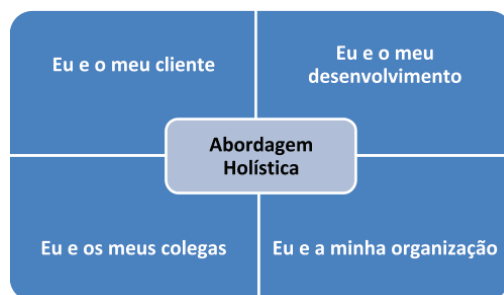 Eu e o meu cliente
Eu e o meu
desenvolvimento
Abordagem
Holística
Eu e os meus colegas
Eu e a minha organização